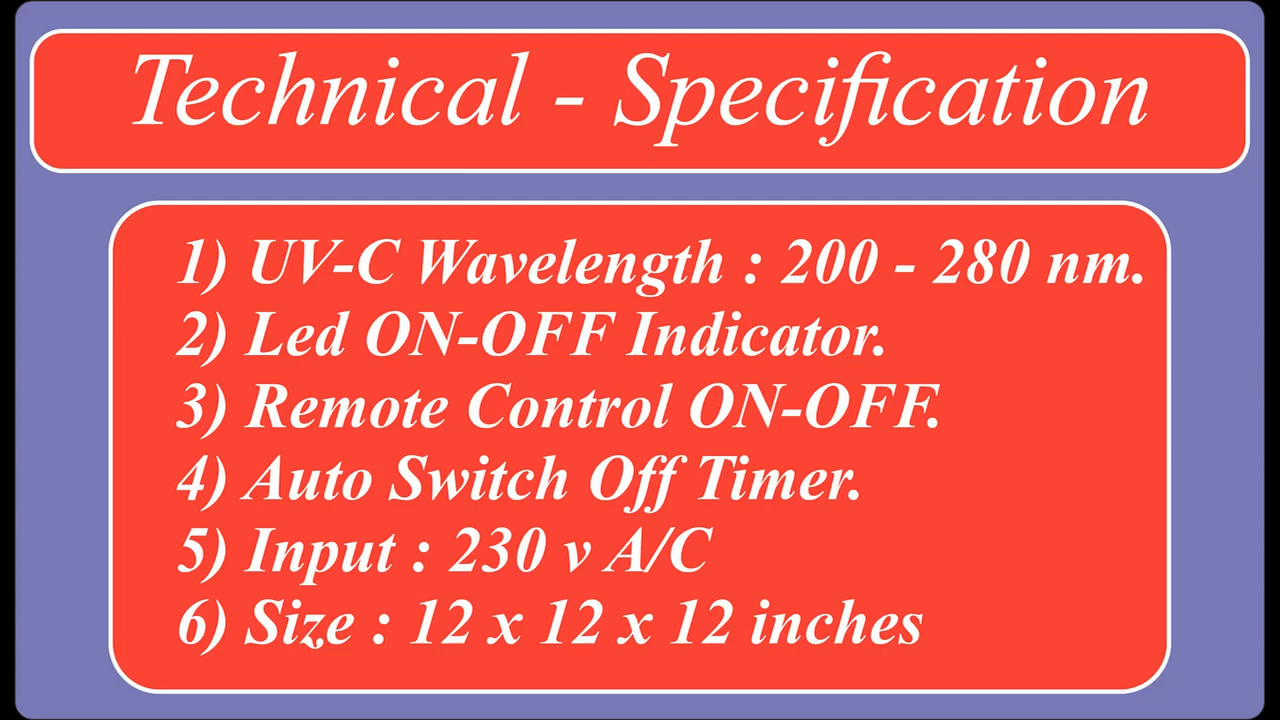 Technical - Specification
1) UV-C Wavelength : 200 - 280 nm.
2) Led ON-OFF Indicator.
3) Remote Control ON-OFF.
4) Auto Switch Off Timer.
5) Input : 230 v A/C
6) Size : 12 x 12 x 12 inches